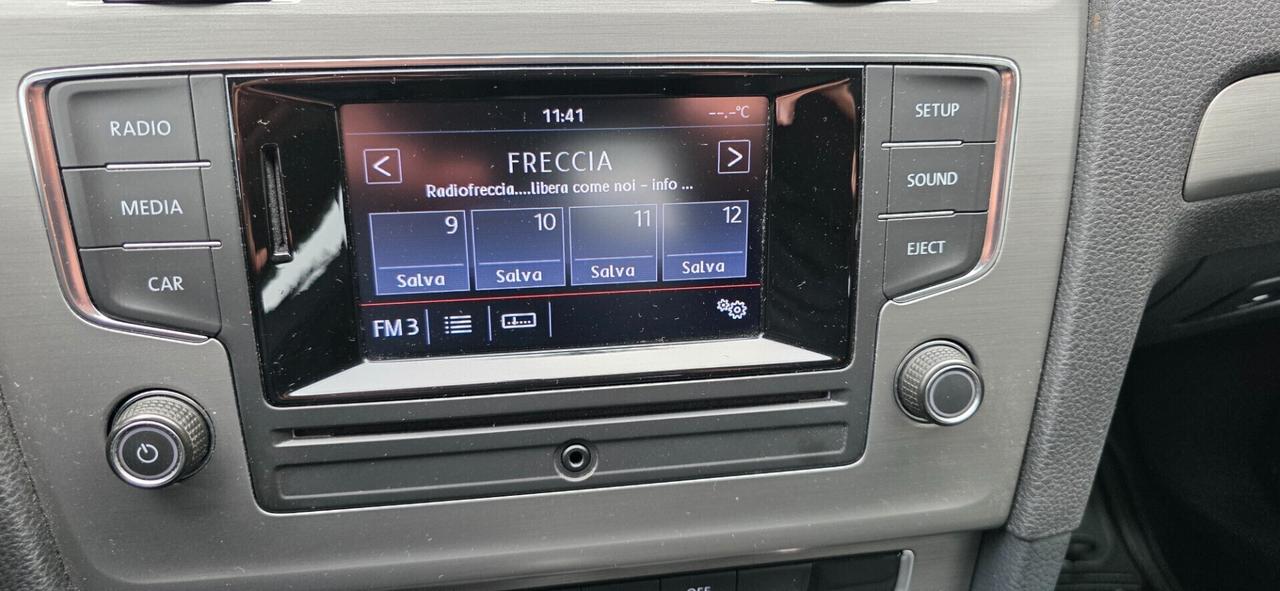 RADIO
MEDIA
CAR
11:41
--.-°C
<
FRECCIA
>
Radiofreccia....libera come noi - info ...
9 10 11 12
Salva Salva Salva Salva
FM 3
SETUP
SOUND
EJECT
OFF